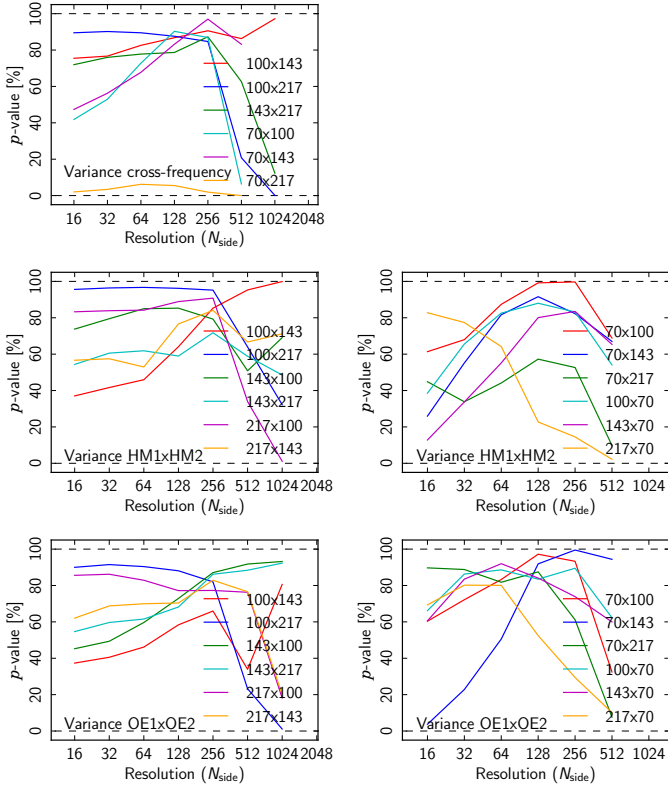 100
80
60
40
20
0
p-value [%]
100x143
100x217
143x217
70x100
70x143
70x217
Variance cross-frequency
16 32 64 128 256 512 1024 2048
Resolution (Nside)
100
80
60
40
20
0
p-value [%]
100x143
100x217
143x100
143x217
217x100
217x143
Variance HM1xHM2
16 32 64 128 256 512 1024 2048
Resolution (Nside)
100
80
60
40
20
0
p-value [%]
70x100
70x143
70x217
100x70
143x70
217x70
Variance HM1xHM2
16 32 64 128 256 512 1024
Resolution (Nside)
100
80
60
40
20
0
p-value [%]
100x143
100x217
143x100
143x217
217x100
217x143
Variance OE1xOE2
16 32 64 128 256 512 1024 2048
Resolution (Nside)
100
80
60
40
20
0
p-value [%]
70x100
70x143
70x217
100x70
143x70
217x70
Variance OE1xOE2
16 32 64 128 256 512 1024
Resolution (Nside)